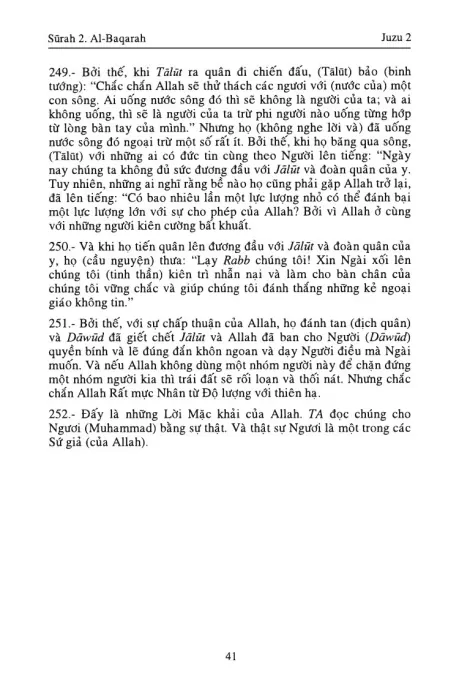 Sūrah 2. Al-Baqarah Juzu 2
249.- Bởi thế, khi Tālūt ra quân đi chiến đấu, (Tālūt) bảo (binh
tướng): “Chắc chắn Allah sẽ thử thách các ngươi với (nước của) một
con sông. Ai uống nước sông đó thì sẽ không là người của ta; và ai
không uống, thì sẽ là người của ta trừ phi người nào uống từng hớp
từ lòng bàn tay của mình.” Nhưng họ (không nghe lời và) đã uống
nước sông đó ngoại trừ một số rất ít. Bởi thế, khi họ băng qua sông,
(Tālūt) với những ai có đức tin cùng theo Người lên tiếng: “Ngày
nay chúng ta không đủ sức đương đầu với Jālūt và đoàn quân của y.
Tuy nhiên, những ai nghĩ rằng bề nào họ cũng phải gặp Allah trở lại,
đã lên tiếng: “Có bao nhiêu lần một lực lượng nhỏ có thể đánh bại
một lực lượng lớn với sự cho phép của Allah? Bởi vì Allah ở cùng
với những người kiên cường bất khuất.
250.- Và khi họ tiến quân lên đương đầu với Jālūt và đoàn quân của
y, họ (cầu nguyện) thưa: “Lạy Rabb chúng tôi! Xin Ngài xối lên
chúng tôi (tinh thần) kiên trì nhẫn nại và làm cho bàn chân của
chúng tôi vững chắc và giúp chúng tôi đánh thắng những kẻ ngoại
giáo không tin.”
251.- Bởi thế, với sự chấp thuận của Allah, họ đánh tan (địch quân)
và Dāwūd đã giết chết Jālūt và Allah đã ban cho Người (Dāwūd)
quyền bính và lẽ đúng đắn khôn ngoan và dạy Người điều mà Ngài
muốn. Và nếu Allah không dùng một nhóm người này để chặn đứng
một nhóm người kia thì trái đất sẽ rối loạn và thối nát. Nhưng chắc
chắn Allah Rất mực Nhân từ Độ lượng với thiên hạ.
252.- Đấy là những Lời Mặc khải của Allah. TA đọc chúng cho
Ngươi (Muhammad) bằng sự thật. Và thật sự Ngươi là một trong các
Sứ giả (của Allah).
41